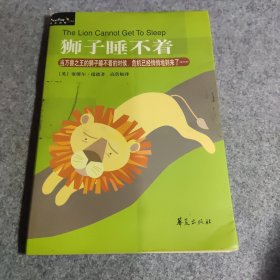 The Lion Cannot Get To Sleep
狮子睡不着
当万兽之王的狮子睡不着的时候，危机已经悄悄地到来了……
华夏出版社